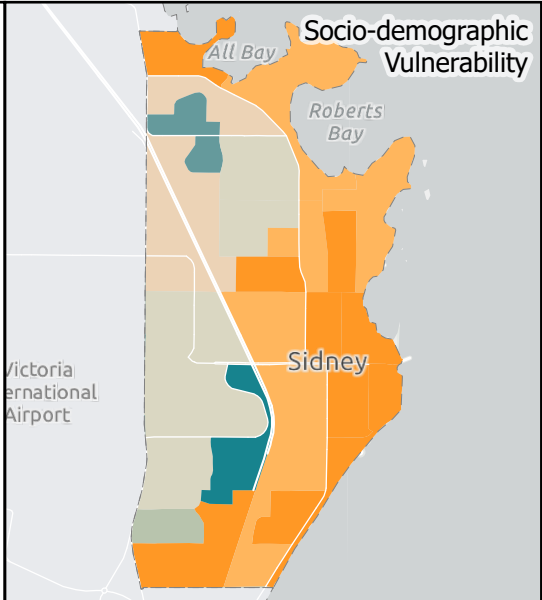 Socio-demographic
Vulnerability
All Bay
Roberts
Bay
Sidney
Victoria
ernational
Airport